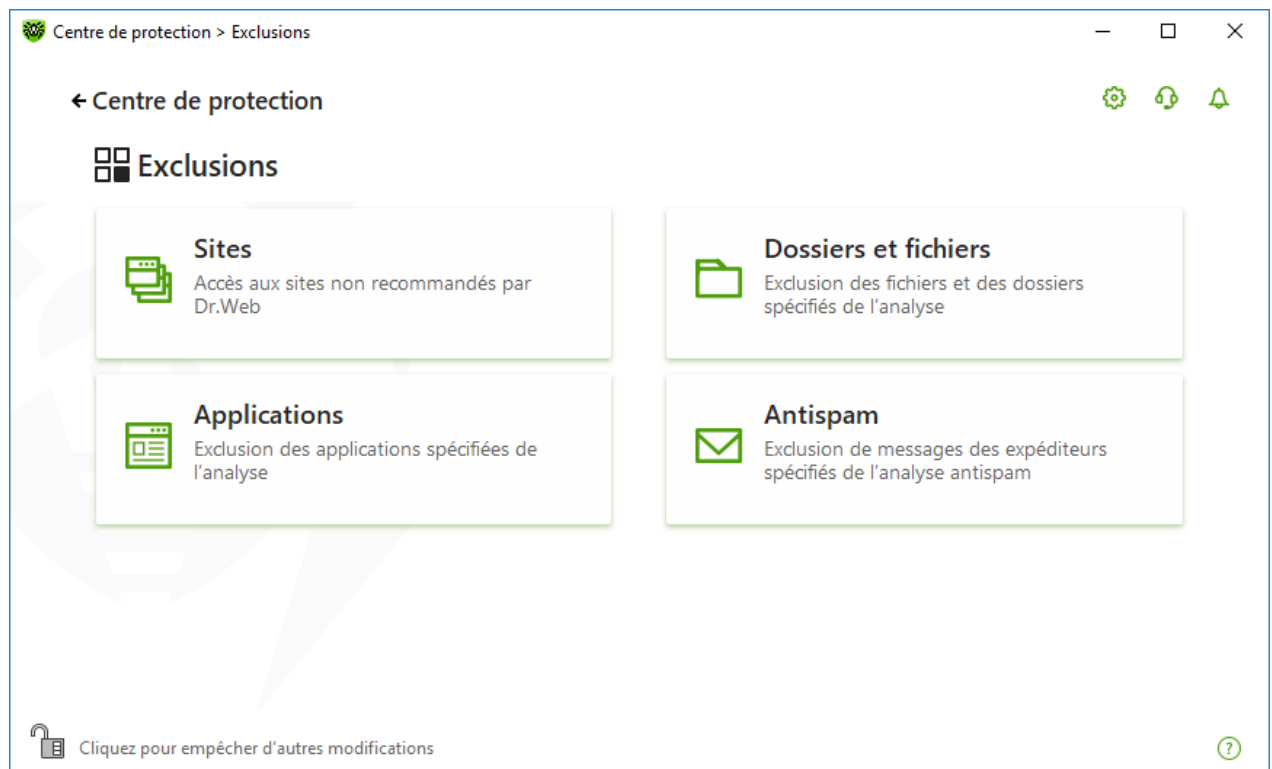 Centre de protection > Exclusions
Centre de protection
Exclusions
Sites
Accès aux sites non recommandés par
Dr.Web
Dossiers et fichiers
Exclusion des fichiers et des dossiers
spécifiés de l’analyse
Applications
Exclusion des applications spécifiées de
l’analyse
Antispam
Exclusion de messages des expéditeurs
spécifiés de l’analyse antispam
Cliquez pour empêcher d’autres modifications
?